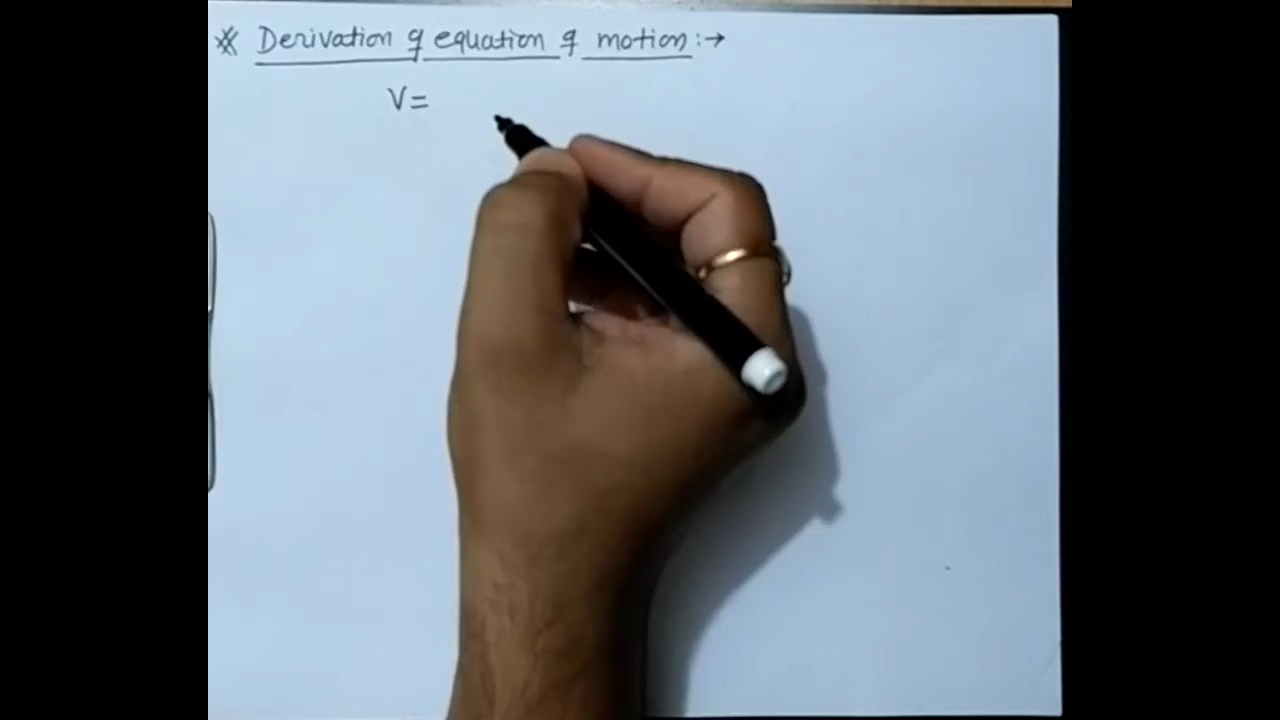 ※ Derivation of equation of motion :→
V=